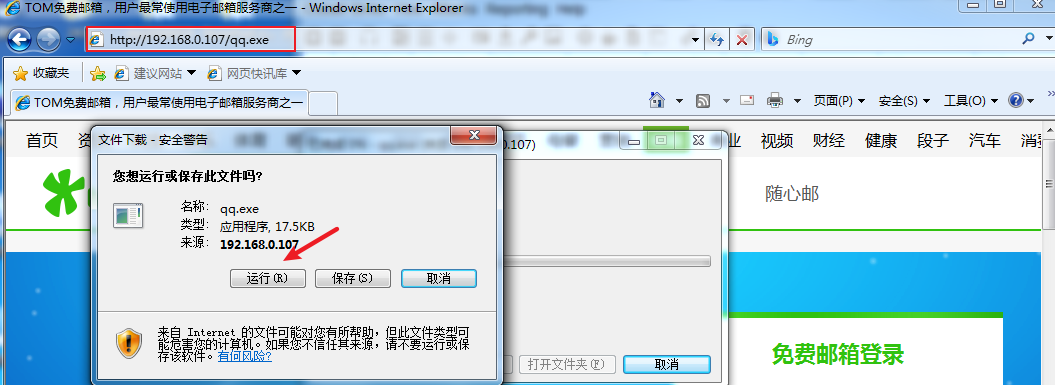 TOM免费邮箱，用户最常使用电子邮箱服务商之一 - Windows Internet Explorer
http://192.168.0.107/qq.exe
Bing
收藏夹
建议网站
网页快讯库
TOM免费邮箱，用户最常使用电子邮箱服务商之一
页面(P)
安全(S)
工具(O)
首页
视频 财经 健康 段子 汽车
文件下载 - 安全警告
.107)
您想运行或保存此文件吗?
名称: qq.exe
类型: 应用程序, 17.5KB
来源: 192.168.0.107
随心邮
运行(R)
保存(S)
取消
来自 Internet 的文件可能对您有所帮助，但此文件类型可
能危害您的计算机。如果您不信任其来源，请不要运行或保
存该软件。有何风险?
打开文件夹(F)
取消
免费邮箱登录